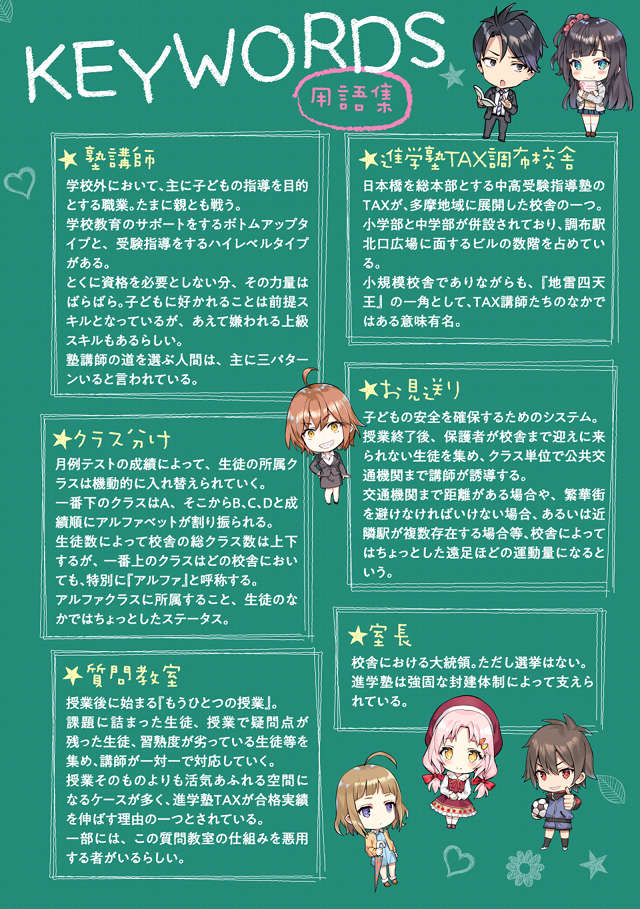 KEYWORDS
用語集
★塾講師
学校外において、主に子どもの指導を目的
とする職業。たまに親とも戦う。
学校教育のサポートをするボトムアップタ
イプと、受験指導をするハイレベルタイプ
がある。
とくに資格を必要としない分、その力量は
ばらばら。子どもに好かれることは前提ス
キルとなっているが、あえて嫌われる上級
スキルもあるらしい。
塾講師の道を選ぶ人間は、主に三パター
ンいると言われている。
★クラス分け
月例テストの成績によって、生徒の所属ク
ラスは機動的に入れ替えられていく。
一番下のクラスはA、そこからB、C、Dと成
績順にアルファベットが割り振られる。
生徒数によって校舎の総クラス数は上下
するが、一番上のクラスはどの校舎におい
ても、特別に『アルファ』と呼称する。
アルファクラスに所属すること、生徒のな
かではちょっとしたステータス。
★質問教室
授業後に始まる『もうひとつの授業』。
課題に詰まった生徒、授業で疑問点が
残った生徒、習熟度が劣っている生徒等を
集め、講師が一対一で対応していく。
授業そのものよりも活気あふれる空間に
なるケースが多く、進学塾TAXが合格実績
を伸ばす理由の一つとされている。
一部には、この質問教室の仕組みを悪用
する者がいるらしい。
★進学塾TAX調布校舎
日本橋を総本部とする中高受験指導塾の
TAXが、多摩地域に展開した校舎の一つ。
小学部と中学部が併設されており、調布駅
北口広場に面するビルの数階を占めてい
る。
小規模校舎でありながらも、『地雷四天
王』の一角として、TAX講師たちのなかで
はある意味有名。
★お見送り
子どもの安全を確保するためのシステム。
授業終了後、保護者が校舎まで迎えに来
られない生徒を集め、クラス単位で公共交
通機関まで講師が誘導する。
交通機関まで距離がある場合や、繁華街
を避けなければいけない場合、あるいは近
隣駅が複数存在する場合等、校舎によって
はちょっとした遠足ほどの運動量になると
いう。
★室長
校舎における大統領。ただし選挙はない。
進学塾は強固な封建体制によって支えら
れている。